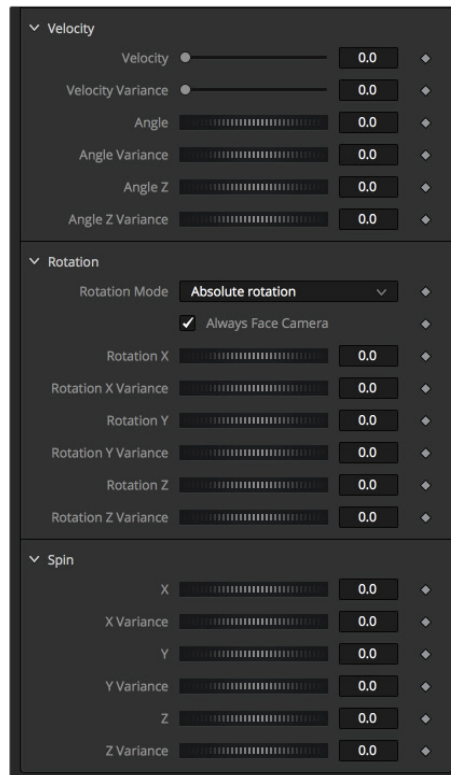 Velocity
Velocity 0.0
Velocity Variance 0.0
Angle 0.0
Angle Variance 0.0
Angle Z 0.0
Angle Z Variance 0.0
Rotation
Rotation Mode Absolute rotation
Always Face Camera
Rotation X 0.0
Rotation X Variance 0.0
Rotation Y 0.0
Rotation Y Variance 0.0
Rotation Z 0.0
Rotation Z Variance 0.0
Spin
X 0.0
X Variance 0.0
Y 0.0
Y Variance 0.0
Z 0.0
Z Variance 0.0